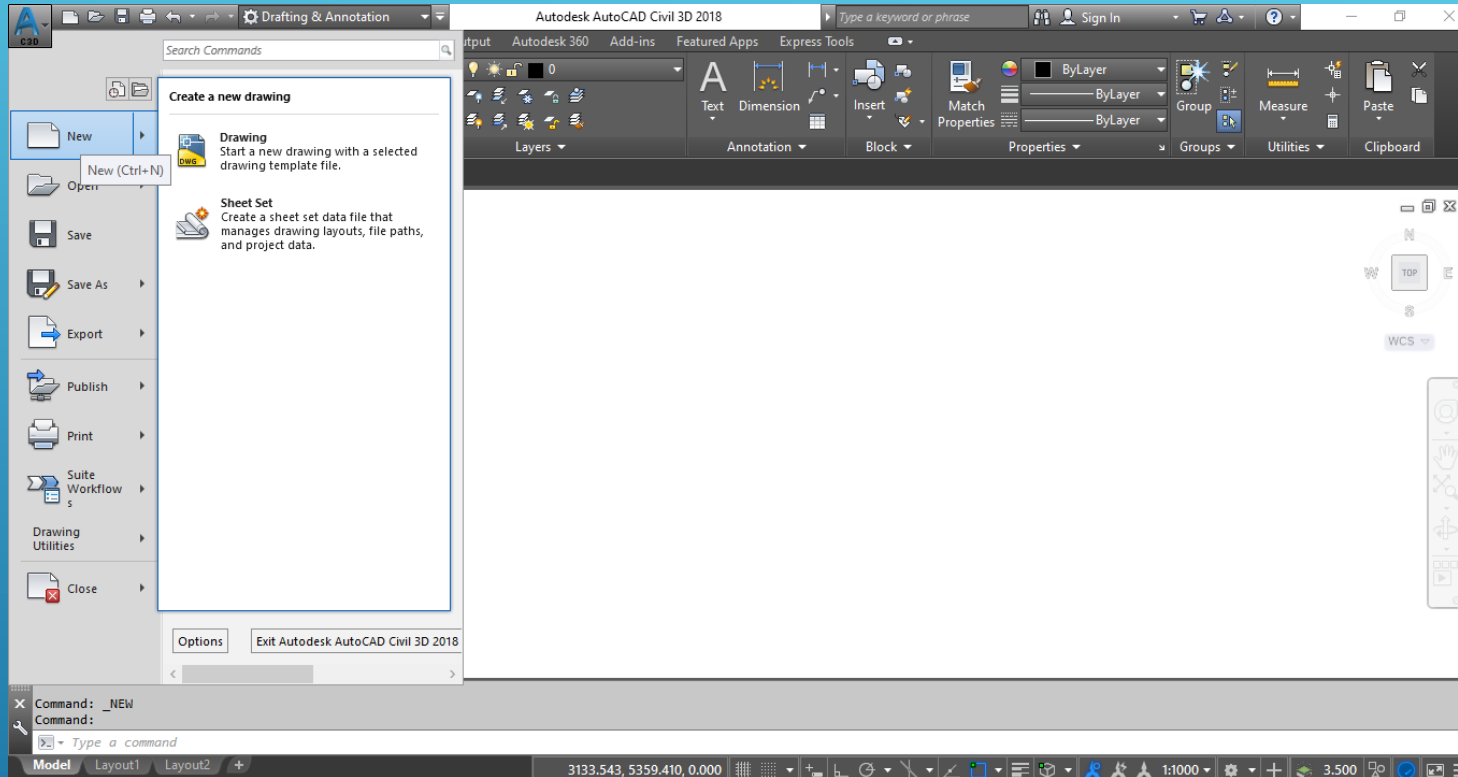 C3D
Drafting & Annotation
Autodesk AutoCAD Civil 3D 2018
Type a keyword or phrase
Sign In
Search Commands
utput Autodesk 360 Add-ins Featured Apps Express Tools
0
Text Dimension
Insert
Match
Properties
ByLayer
ByLayer
ByLayer
Group
Measure
Paste
Layers
Annotation
Block
Properties
Groups
Utilities
Clipboard
New
New (Ctrl+N)
Open
Save
Save As
Export
Publish
Print
Suite
Workflow
s
Drawing
Utilities
Close
Create a new drawing
DWG
Drawing
Start a new drawing with a selected
drawing template file.
Sheet Set
Create a sheet set data file that
manages drawing layouts, file paths,
and project data.
Options
Exit Autodesk AutoCAD Civil 3D 2018
N
W TOP E
S
WCS
Command: _NEW
Command:
Type a command
Model Layout1 Layout2 +
3133.543, 5359.410, 0.000
1:1000
3.500